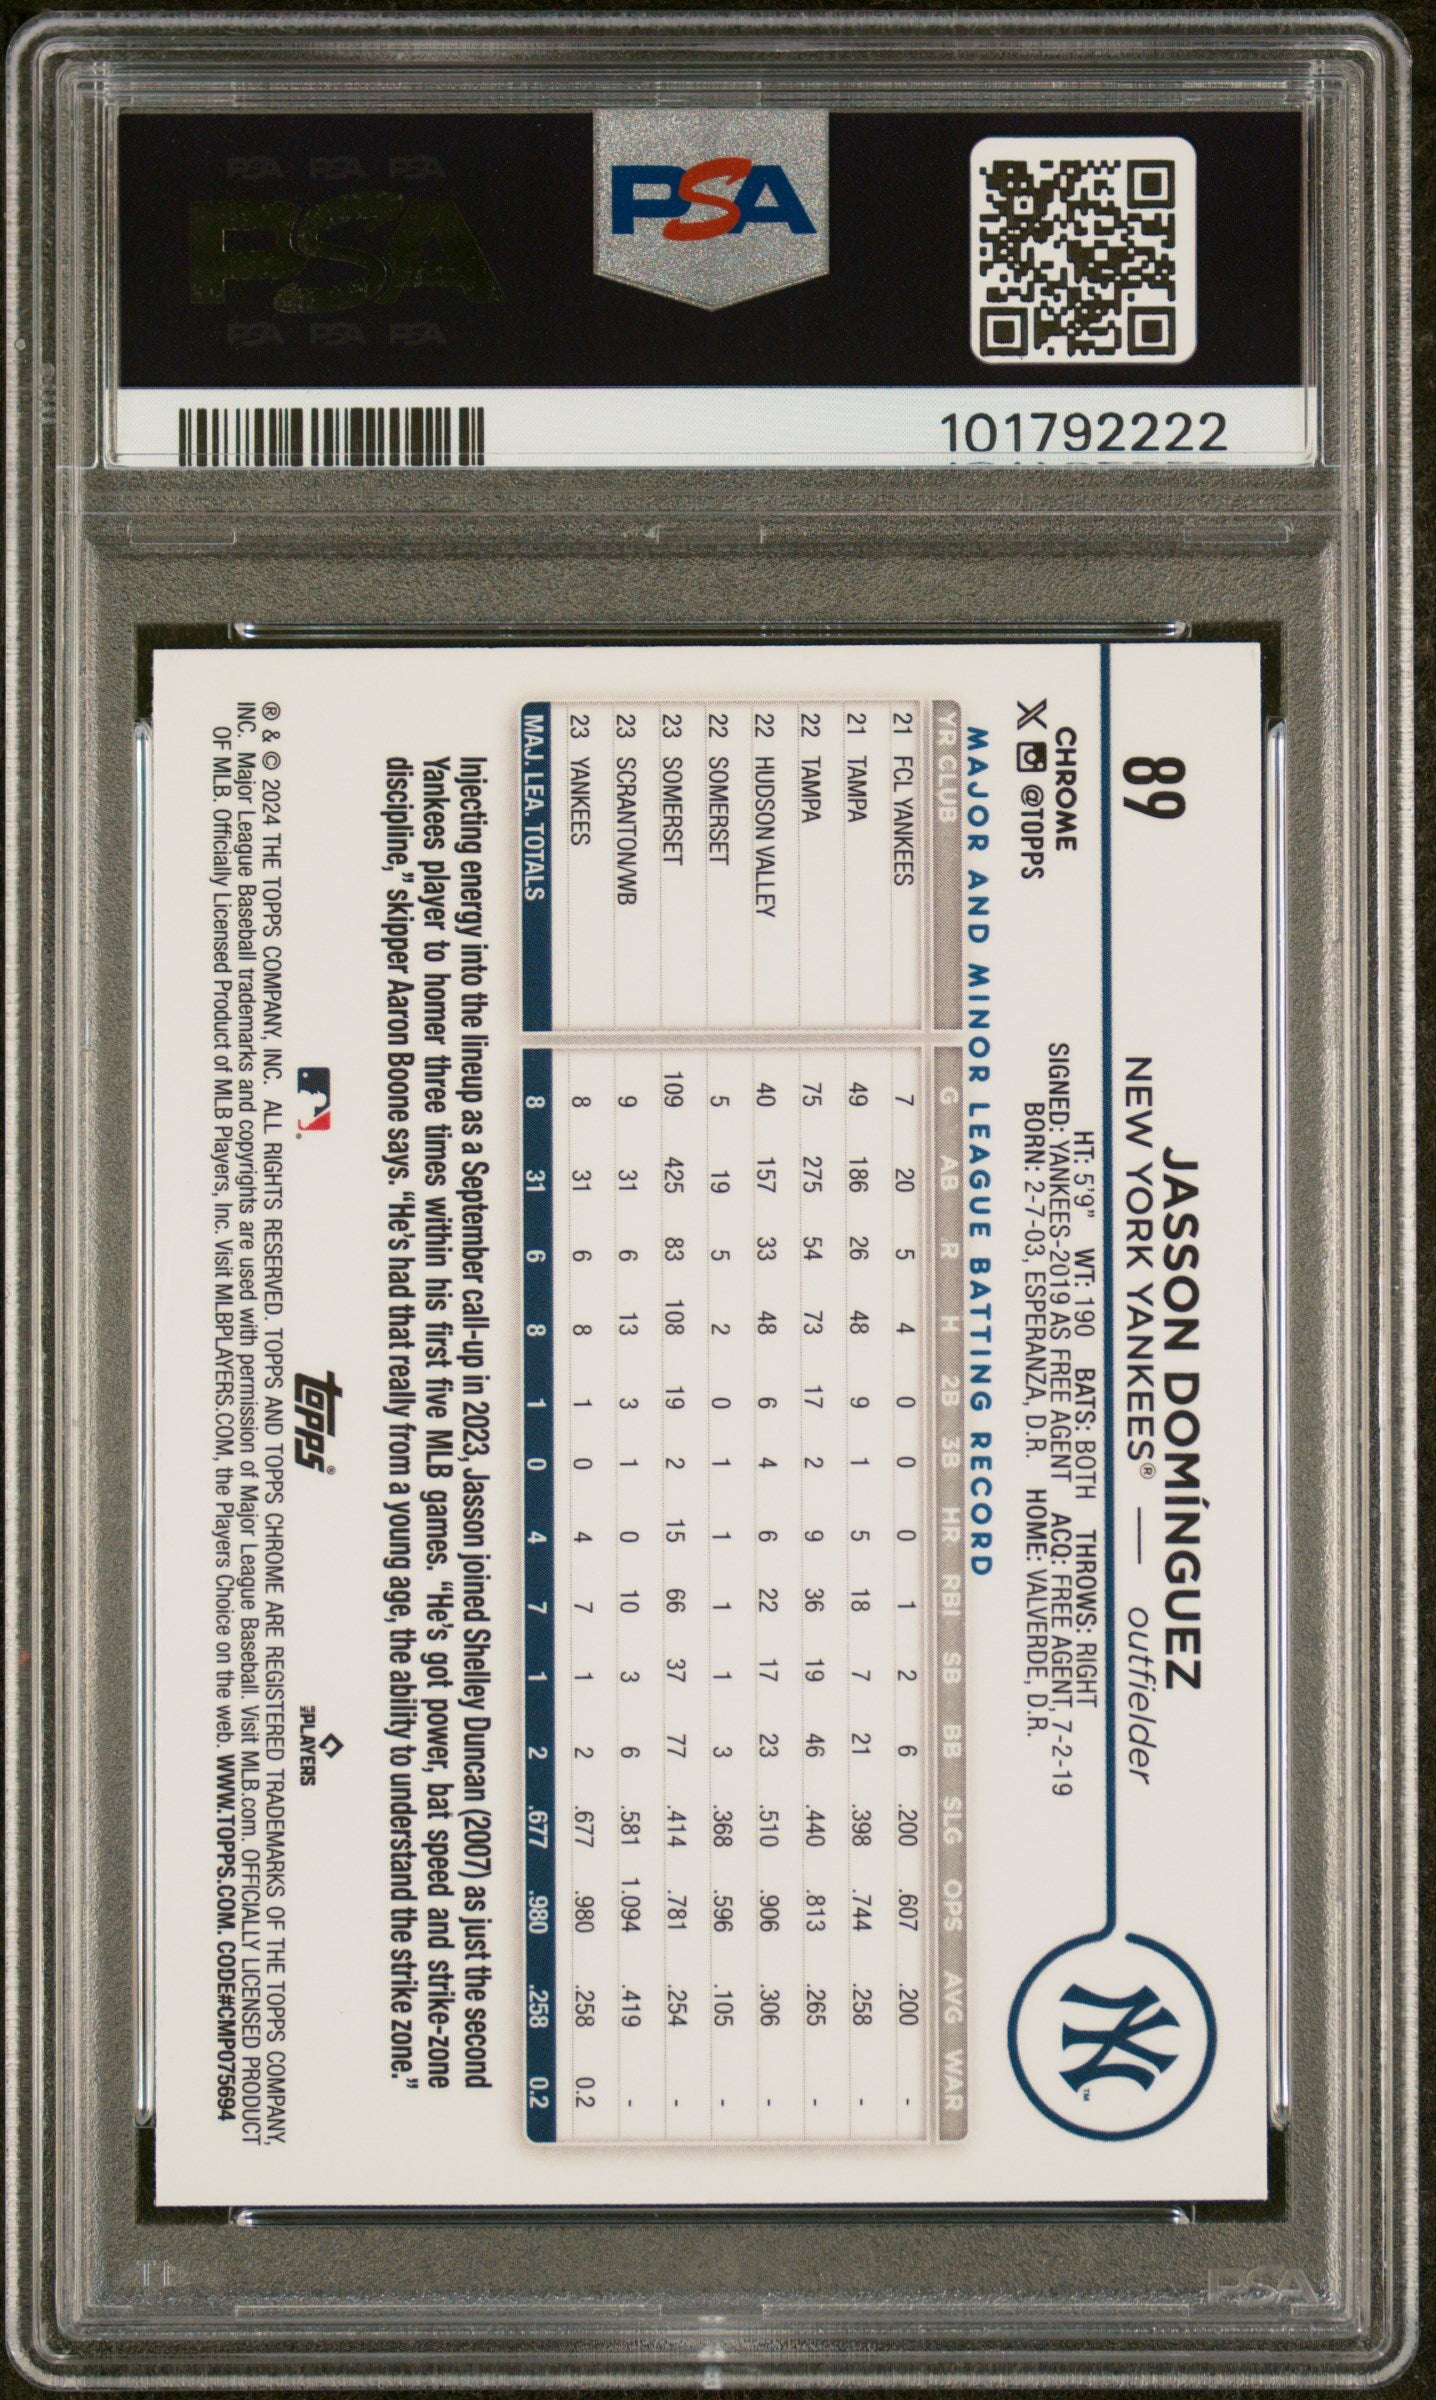 PSA PSA PSA
PSA
PSA PSA PSA
PSA
101792222
89
JASSON DOMÍNGUEZ
NEW YORK YANKEES® — outfielder
CHROME
X @TOPPS
HT: 5'9" WT: 190 BATS: BOTH THROWS: RIGHT
SIGNED: YANKEES-2019 AS FREE AGENT ACQ: FREE AGENT, 7-2-19
BORN: 2-7-03, ESPERANZA, D.R. HOME: VALVERDE, D.R.
NY™
MAJOR AND MINOR LEAGUE BATTING RECORD
YR CLUB G AB R H 2B 3B HR RBI SB BB SLG OPS AVG WAR
21 FCL YANKEES 7 20 5 4 0 0 0 1 2 6 .200 .607 .200 -
21 TAMPA 49 186 26 48 9 1 5 18 7 21 .398 .744 .258 -
22 TAMPA 75 275 54 73 17 2 9 36 19 46 .440 .813 .265 -
22 HUDSON VALLEY 40 157 33 48 6 4 6 22 17 23 .510 .906 .306 -
22 SOMERSET 5 19 5 2 0 1 1 1 1 3 .368 .596 .105 -
23 SOMERSET 109 425 83 108 19 2 15 66 37 77 .414 .781 .254 -
23 SCRANTON/WB 9 31 6 13 3 1 0 10 3 6 .581 1.094 .419 -
23 YANKEES 8 31 6 8 1 0 4 7 1 2 .677 .980 .258 0.2
MAJ. LEA. TOTALS 8 31 6 8 1 0 4 7 1 2 .677 .980 .258 0.2
Injecting energy into the lineup as a September call-up in 2023, Jasson joined Shelley Duncan (2007) as just the second
Yankees player to homer three times within his first five MLB games. “He’s got power, bat speed and strike-zone
discipline,” skipper Aaron Boone says. “He’s had that really from a young age, the ability to understand the strike zone.”
topps®
PLAYERS
® & © 2024 THE TOPPS COMPANY, INC. ALL RIGHTS RESERVED. TOPPS AND TOPPS CHROME ARE REGISTERED TRADEMARKS OF THE TOPPS COMPANY,
INC. Major League Baseball trademarks and copyrights are used with permission of Major League Baseball. Visit MLB.com. OFFICIALLY LICENSED PRODUCT
OF MLB. Officially Licensed Product of MLB Players, Inc. Visit MLBPLAYERS.COM, the Players Choice on the web. WWW.TOPPS.COM. CODE#CMP075694
PSA